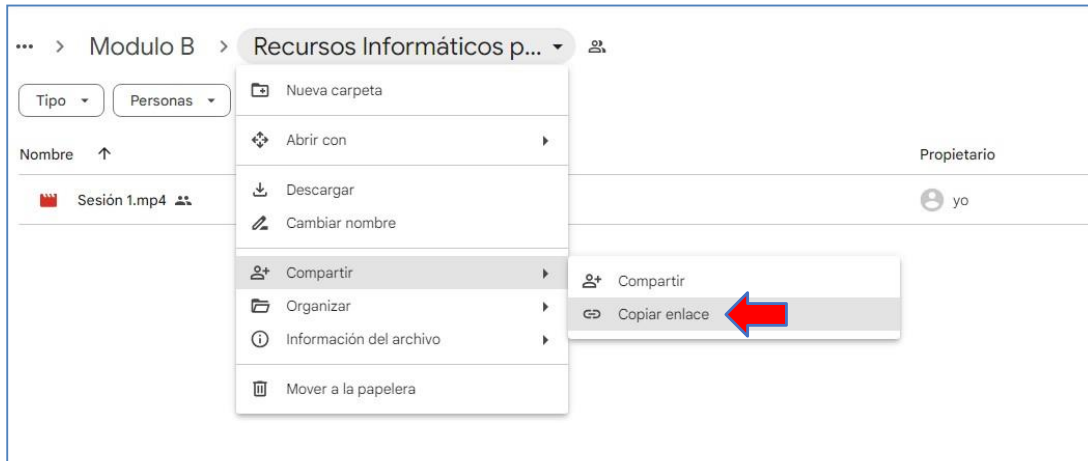 ... > Modulo B > Recursos Informáticos p...
Tipo Personas
Nueva carpeta
Abrir con
Nombre
Propietario
Descargar
Sesión 1.mp4
yo
Cambiar nombre
Compartir
Compartir
Organizar
Copiar enlace
Información del archivo
Mover a la papelera